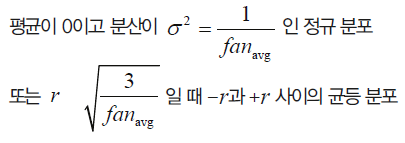 평균이 0이고 분산이 σ² = 1/fan_avg 인 정규 분포
또는 r √(3/fan_avg) 일 때 −r과 +r 사이의 균등 분포